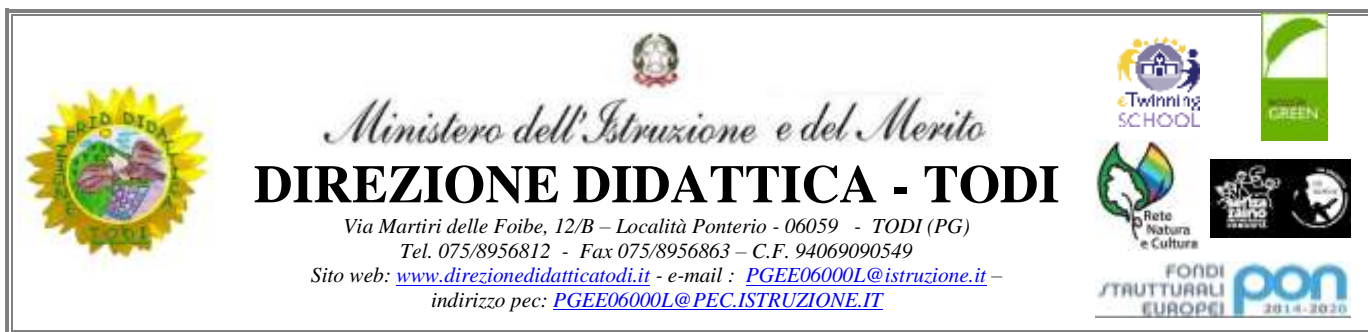 Ministero dell'Istruzione e del Merito
DIREZIONE DIDATTICA - TODI
Via Martiri delle Foibe, 12/B – Località Ponterio - 06059 - TODI (PG)
Tel. 075/8956812 - Fax 075/8956863 – C.F. 94069090549
Sito web: www.direzionedidatticatodi.it - e-mail : PGEE06000L@istruzione.it –
indirizzo pec: PGEE06000L@PEC.ISTRUZIONE.IT
TODI
eTwinning
SCHOOL
GREEN
Rete
Natura
e Cultura
senza
zaino
FONDI
STRUTTURALI
EUROPEI
pon
2014-2020